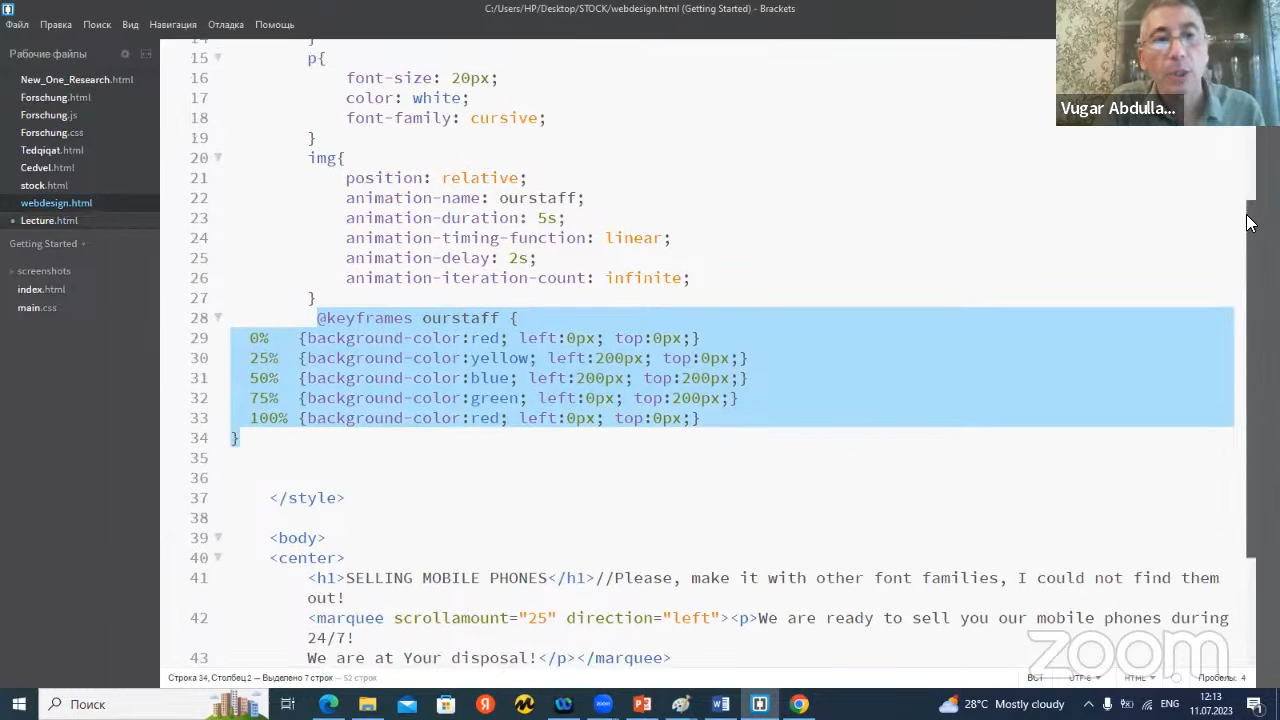 C:/Users/HP/Desktop/STOCK/webdesign.html (Getting Started) - Brackets
Файл Правка Поиск Вид Навигация Отладка Помощь
Рабочие файлы
New_One_Research.html
Forschung.html
Forschung.js
Forschung.css
Tedqiqat.html
Cedvel.html
stock.html
webdesign.html
Lecture.html
Getting Started
screenshots
index.html
main.css
14 }
15 p{
16 font-size: 20px;
17 color: white;
18 font-family: cursive;
19 }
20 img{
21 position: relative;
22 animation-name: ourstaff;
23 animation-duration: 5s;
24 animation-timing-function: linear;
25 animation-delay: 2s;
26 animation-iteration-count: infinite;
27 }
28 @keyframes ourstaff {
29 0% {background-color:red; left:0px; top:0px;}
30 25% {background-color:yellow; left:200px; top:0px;}
31 50% {background-color:blue; left:200px; top:200px;}
32 75% {background-color:green; left:0px; top:200px;}
33 100% {background-color:red; left:0px; top:0px;}
34 }
35
36
37 </style>
38
39 <body>
40 <center>
41 <h1>SELLING MOBILE PHONES</h1>//Please, make it with other font families, I could not find them
out!
42 <marquee scrollamount="25" direction="left"><p>We are ready to sell you our mobile phones during
24/7!
43 We are at Your disposal!</p></marquee>
Vugar Abdulla...
zoom
Строка 34, Столбец 2 — Выделено 7 строк — 52 строк
ВСТ UTF-8 HTML Пробелы: 4
Поиск
zoom
28°C Mostly cloudy
ENG
12:13
11.07.2023